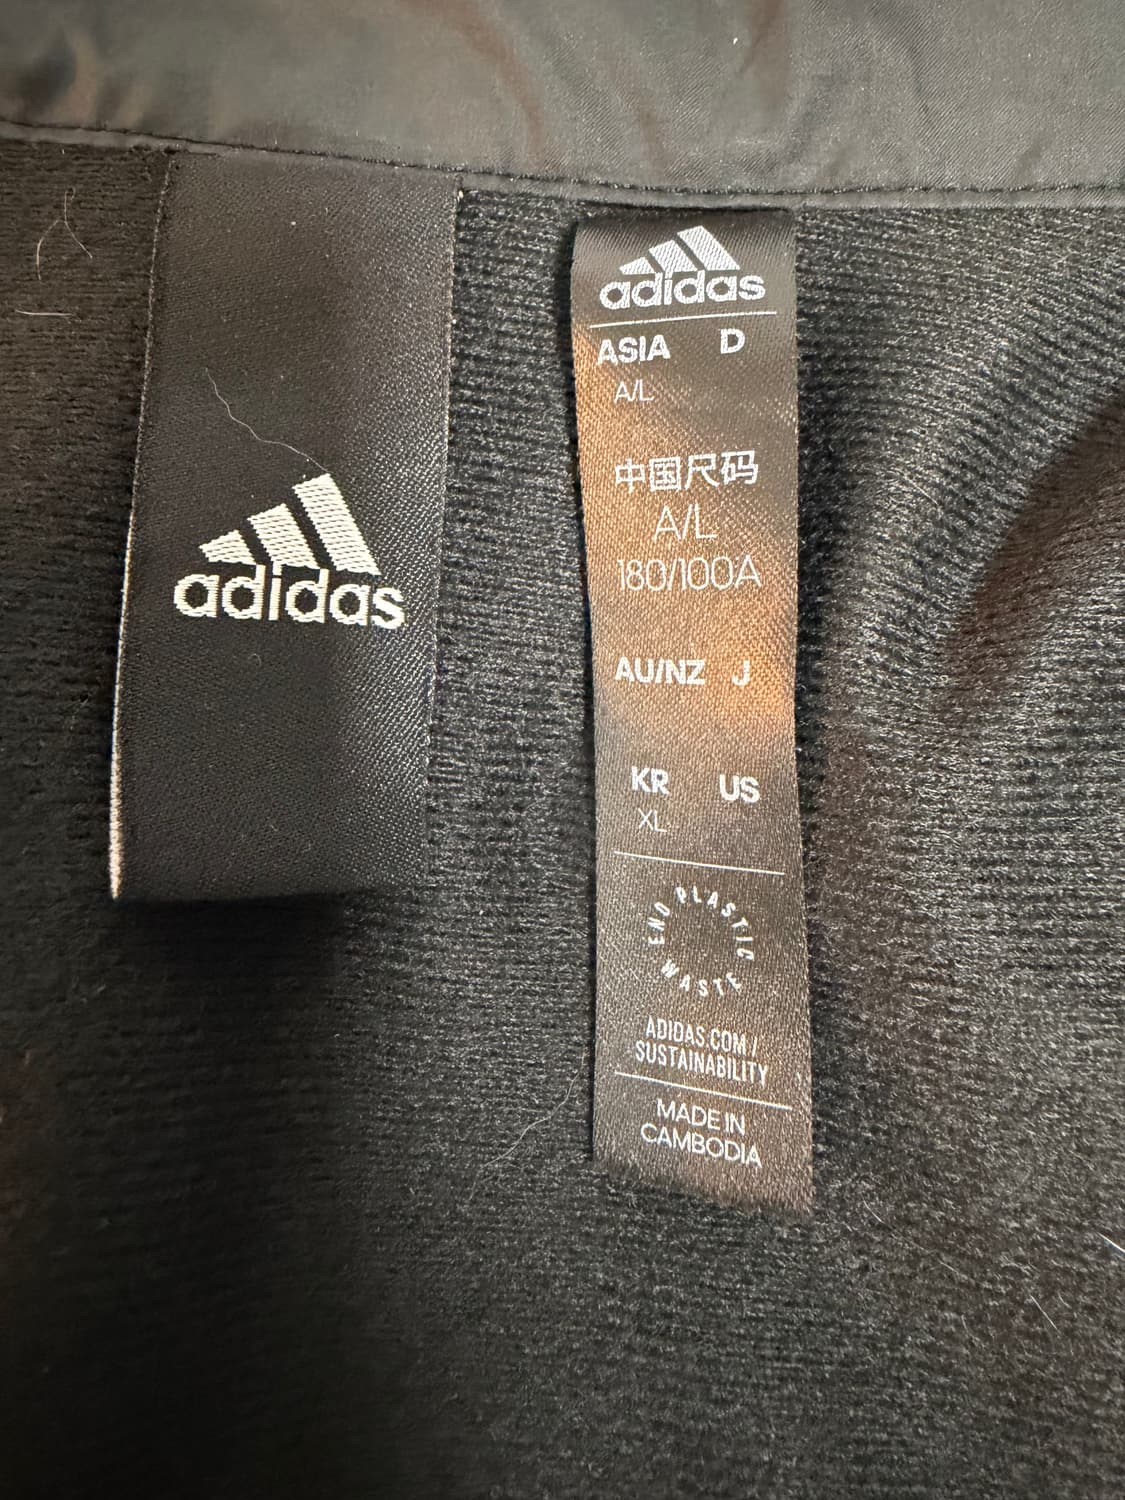 adidas
adidas
ASIA D
A/L
中国尺码
A/L
180/100A
AU/NZ J
KR US
XL
END PLASTIC WASTE
ADIDAS.COM/
SUSTAINABILITY
MADE IN
CAMBODIA